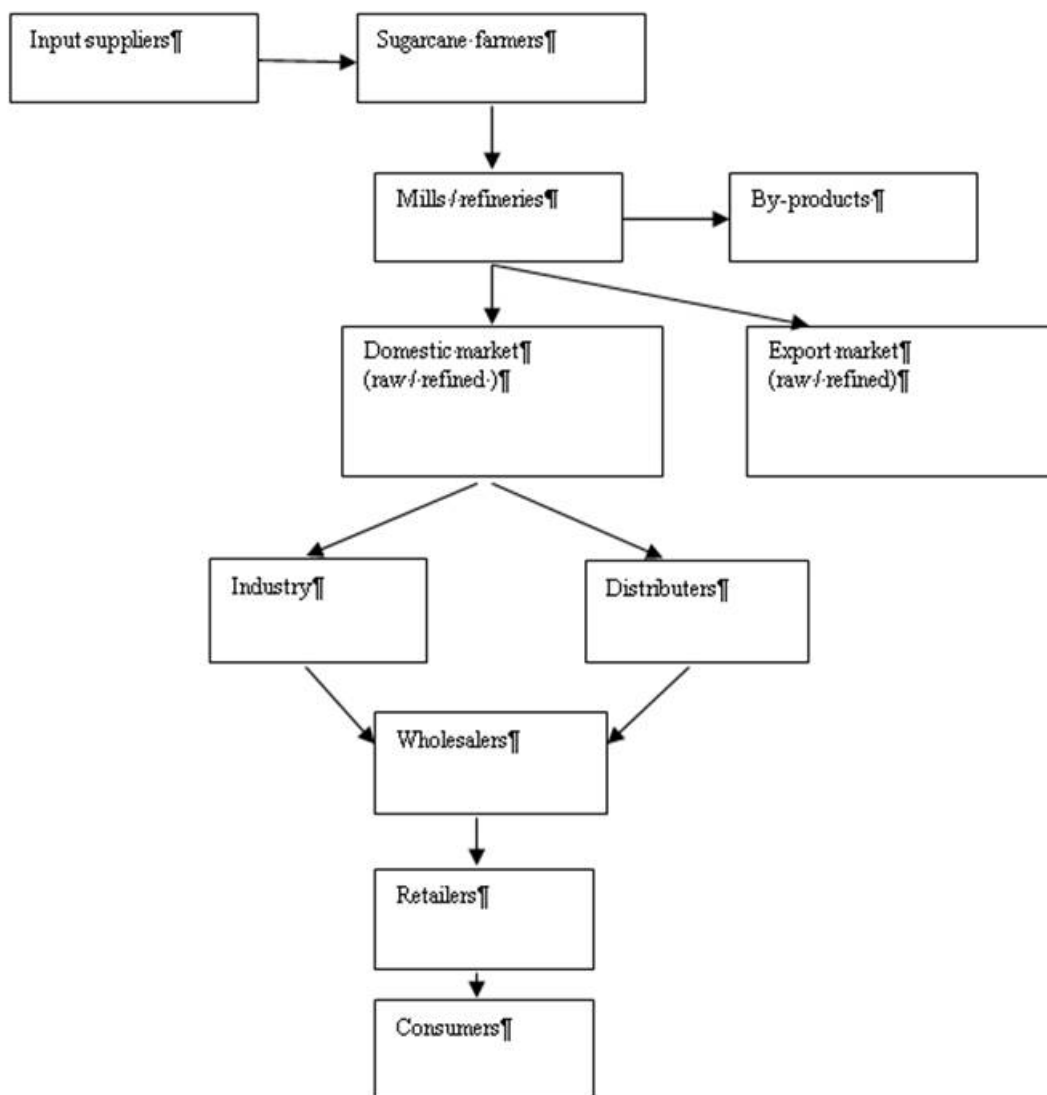 Input·suppliers¶
Sugarcane·farmers¶
Mills·/·refineries¶
By-products·¶
Domestic·market¶
(raw·/·refined·)¶
Export·market¶
(raw·/·refined)¶
Industry¶
Distributers¶
Wholesalers¶
Retailers¶
Consumers¶